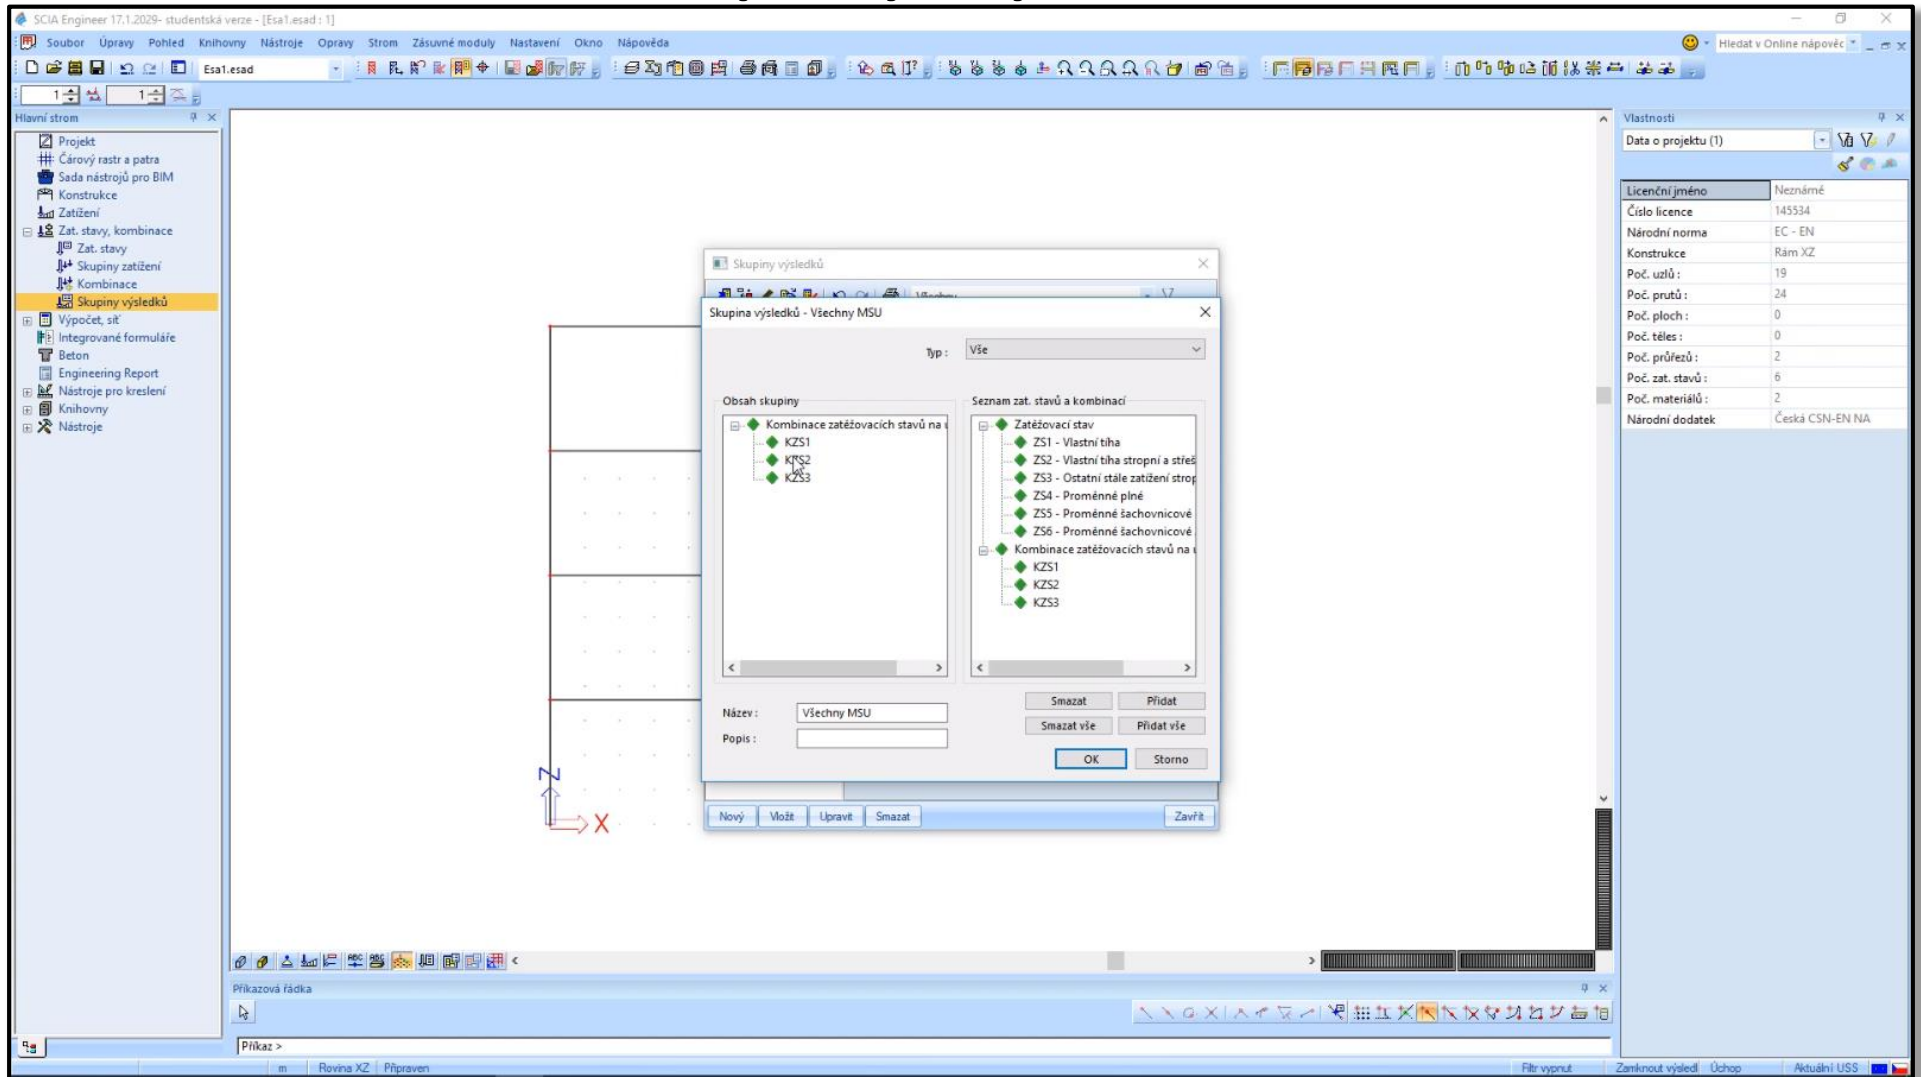 SCIA Engineer 17.1.2029- studentská verze - [Esa1.esad : 1]
Soubor Úpravy Pohled Knihovny Nástroje Opravy Strom Zásuvné moduly Nastavení Okno Nápověda
Hledat v Online nápověc
Esa1.esad
1 1
Hlavní strom
Projekt
Čárový rastr a patra
Sada nástrojů pro BIM
Konstrukce
Zatížení
Zat. stavy, kombinace
Zat. stavy
Skupiny zatížení
Kombinace
Skupiny výsledků
Výpočet, síť
Integrované formuláře
Beton
Engineering Report
Nástroje pro kreslení
Knihovny
Nástroje
Skupiny výsledků
Skupina výsledků - Všechny MSU
Typ : Vše
Obsah skupiny
Kombinace zatěžovacích stavů na
KZS1
KZS2
KZS3
Seznam zat. stavů a kombinací
Zatěžovací stav
ZS1 - Vlastní tíha
ZS2 - Vlastní tíha stropní a střeš
ZS3 - Ostatní stále zatížení strop
ZS4 - Proměnné plné
ZS5 - Proměnné šachovnicové
ZS6 - Proměnné šachovnicové
Kombinace zatěžovacích stavů na
KZS1
KZS2
KZS3
Název : Všechny MSU
Popis :
Smazat Přidat
Smazat vše Přidat vše
OK Storno
Nový Vložit Upravit Smazat Zavřít
Z
X
Vlastnosti
Data o projektu (1)
Licenční jméno Neznámé
Číslo licence 145534
Národní norma EC - EN
Konstrukce Rám XZ
Poč. uzlů : 19
Poč. prutů : 24
Poč. ploch : 0
Poč. těles : 0
Poč. průřezů : 2
Poč. zat. stavů : 6
Poč. materiálů : 2
Národní dodatek Česká CSN-EN NA
Příkazová řádka
Příkaz >
m Rovina XZ Připraven Filtr vypnut Zamknout výsledl Úchop Aktuální USS